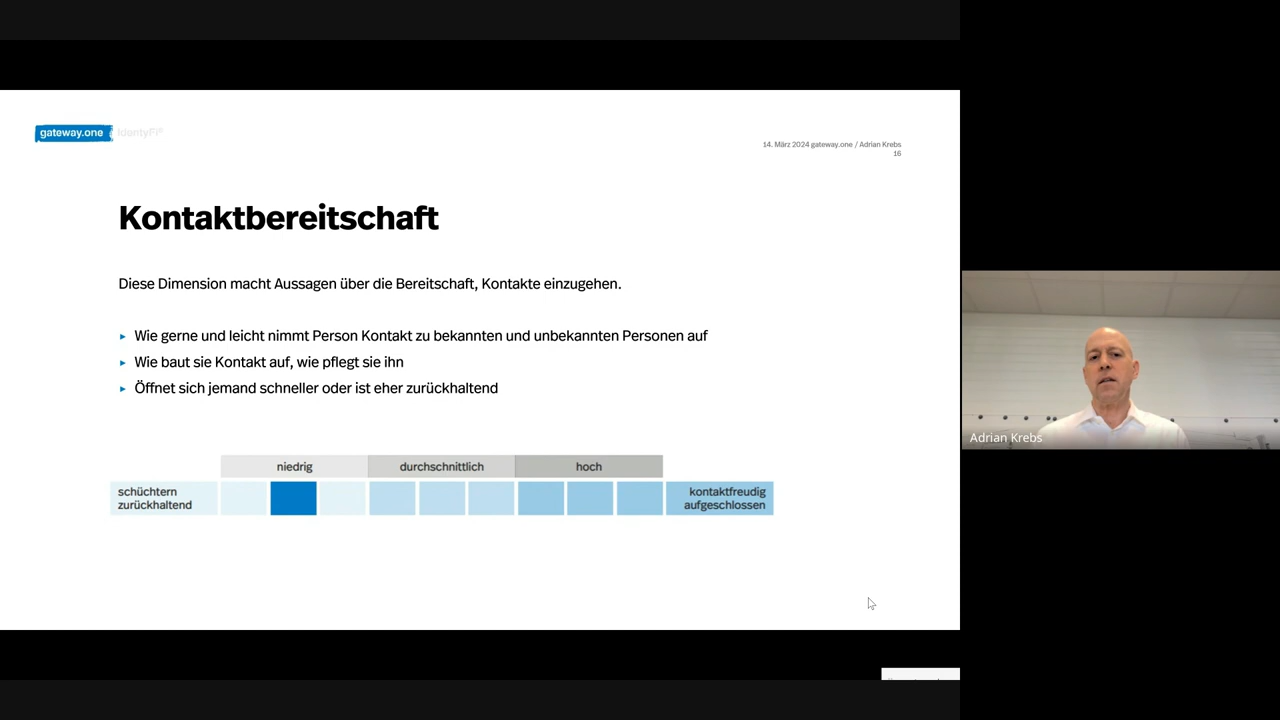 gateway.one IdentyFi®
14. März 2024 gateway.one / Adrian Krebs
16
Kontaktbereitschaft
Diese Dimension macht Aussagen über die Bereitschaft, Kontakte einzugehen.
▸ Wie gerne und leicht nimmt Person Kontakt zu bekannten und unbekannten Personen auf
▸ Wie baut sie Kontakt auf, wie pflegt sie ihn
▸ Öffnet sich jemand schneller oder ist eher zurückhaltend
niedrig durchschnittlich hoch
schüchtern
zurückhaltend
kontaktfreudig
aufgeschlossen
Adrian Krebs